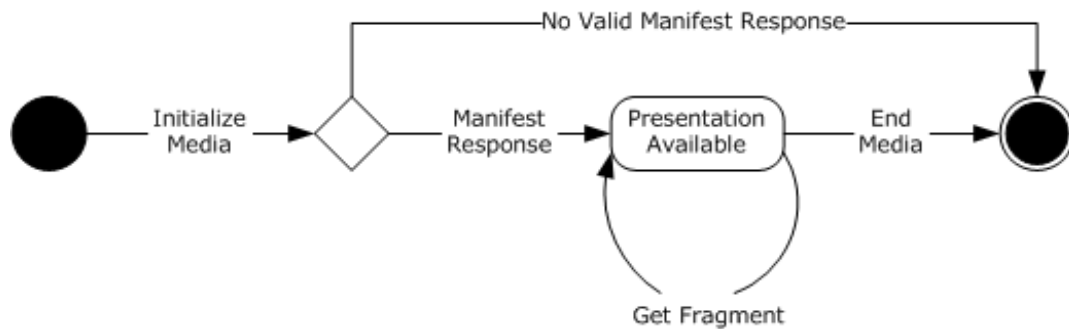 No Valid Manifest Response
Initialize
Media
Manifest
Response
Presentation
Available
End
Media
Get Fragment